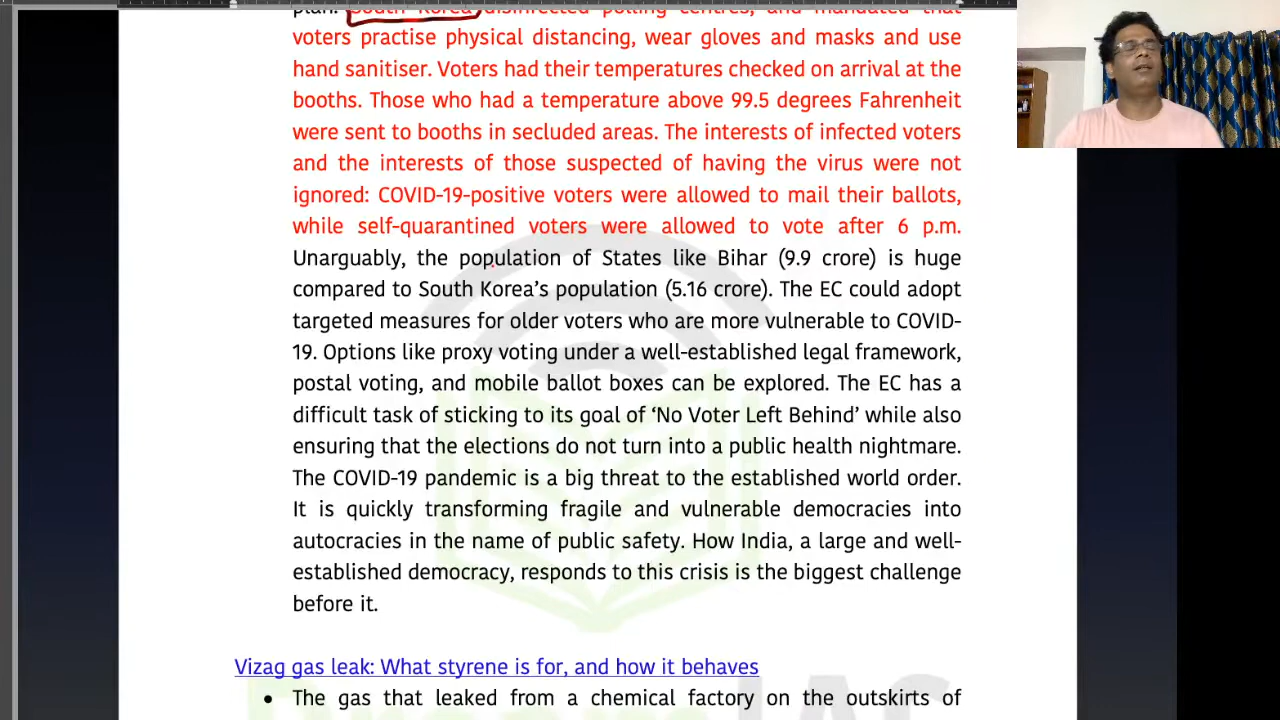 plan. South Korea disinfected polling centres, and mandated that
voters practise physical distancing, wear gloves and masks and use
hand sanitiser. Voters had their temperatures checked on arrival at the
booths. Those who had a temperature above 99.5 degrees Fahrenheit
were sent to booths in secluded areas. The interests of infected voters
and the interests of those suspected of having the virus were not
ignored: COVID-19-positive voters were allowed to mail their ballots,
while self-quarantined voters were allowed to vote after 6 p.m.
Unarguably, the population of States like Bihar (9.9 crore) is huge
compared to South Korea's population (5.16 crore). The EC could adopt
targeted measures for older voters who are more vulnerable to COVID-
19. Options like proxy voting under a well-established legal framework,
postal voting, and mobile ballot boxes can be explored. The EC has a
difficult task of sticking to its goal of 'No Voter Left Behind' while also
ensuring that the elections do not turn into a public health nightmare.
The COVID-19 pandemic is a big threat to the established world order.
It is quickly transforming fragile and vulnerable democracies into
autocracies in the name of public safety. How India, a large and well-
established democracy, responds to this crisis is the biggest challenge
before it.
Vizag gas leak: What styrene is for, and how it behaves
• The gas that leaked from a chemical factory on the outskirts of